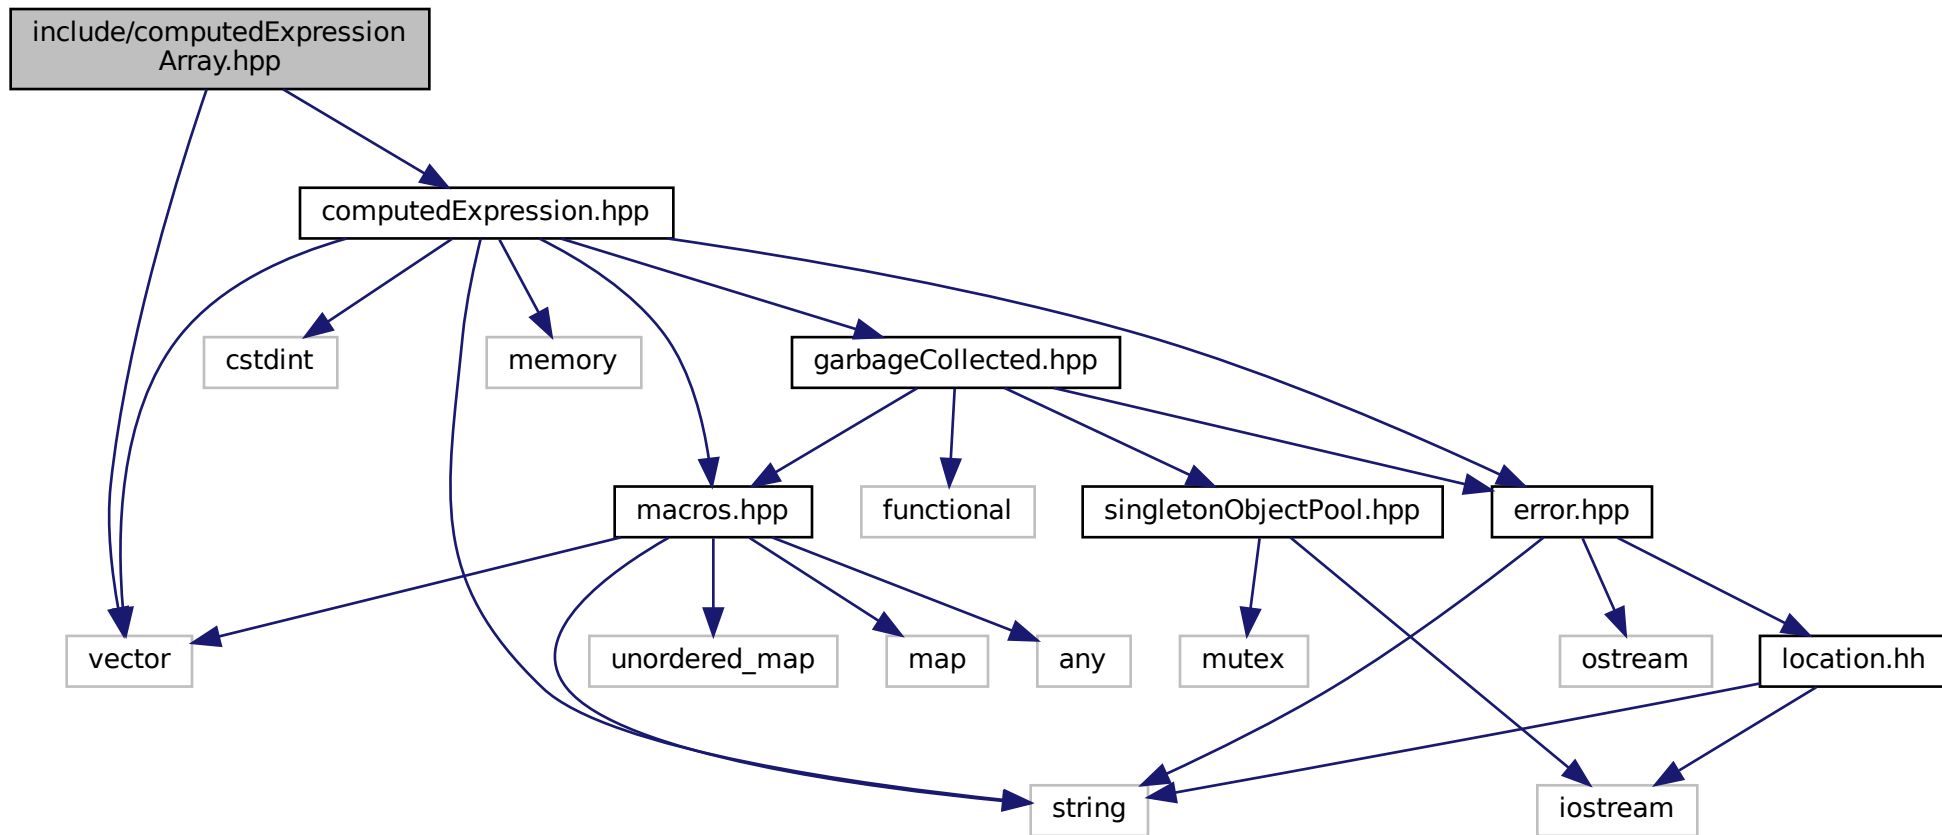 include/computedExpression
Array.hpp
computedExpression.hpp
cstdint
memory
garbageCollected.hpp
macros.hpp
functional
singletonObjectPool.hpp
error.hpp
vector
unordered_map
map
any
mutex
ostream
location.hh
string
iostream